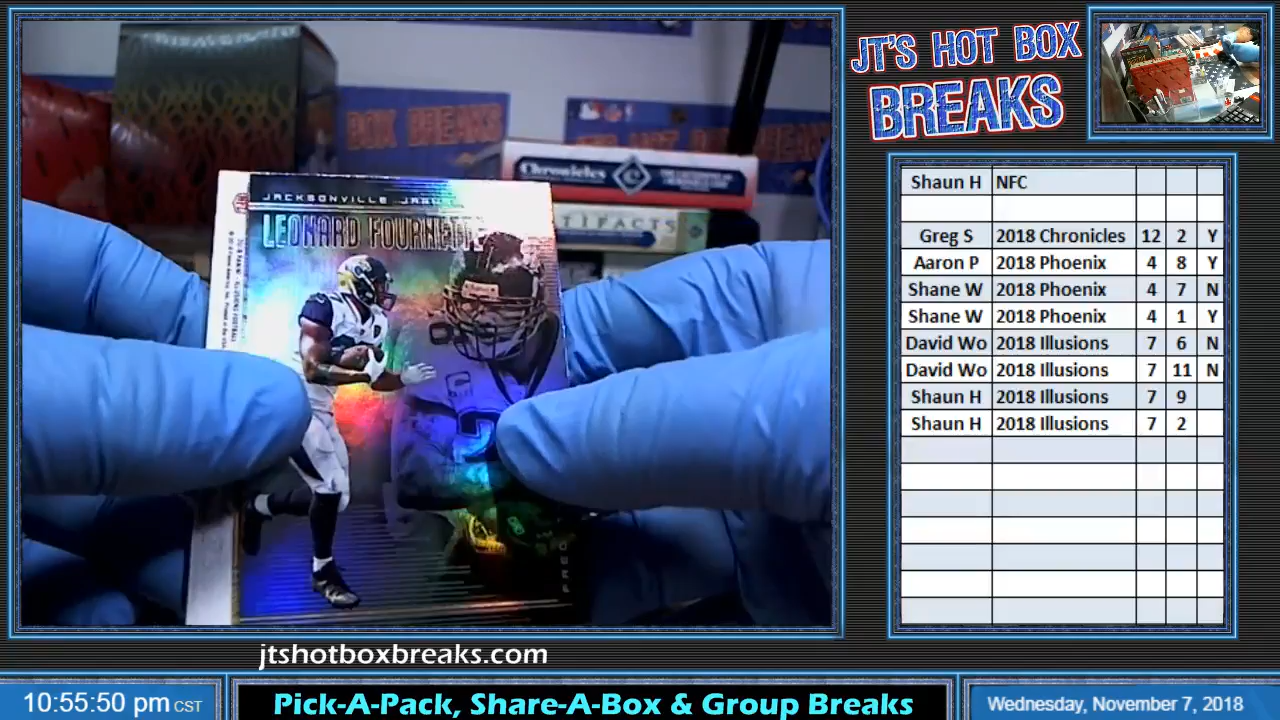 JT'S HOT BOX
BREAKS
BOX BREAKS
Chronicles
ARTIFACTS
JACKSONVILLE
LEONARD FOURNETTE
FRED
Shaun H NFC
Greg S 2018 Chronicles 12 2 Y
Aaron P 2018 Phoenix 4 8 Y
Shane W 2018 Phoenix 4 7 N
Shane W 2018 Phoenix 4 1 Y
David Wo 2018 Illusions 7 6 N
David Wo 2018 Illusions 7 11 N
Shaun H 2018 Illusions 7 9
Shaun H 2018 Illusions 7 2
jtshotboxbreaks.com
10:55:50 pm CST
Pick-A-Pack, Share-A-Box & Group Breaks
Wednesday, November 7, 2018